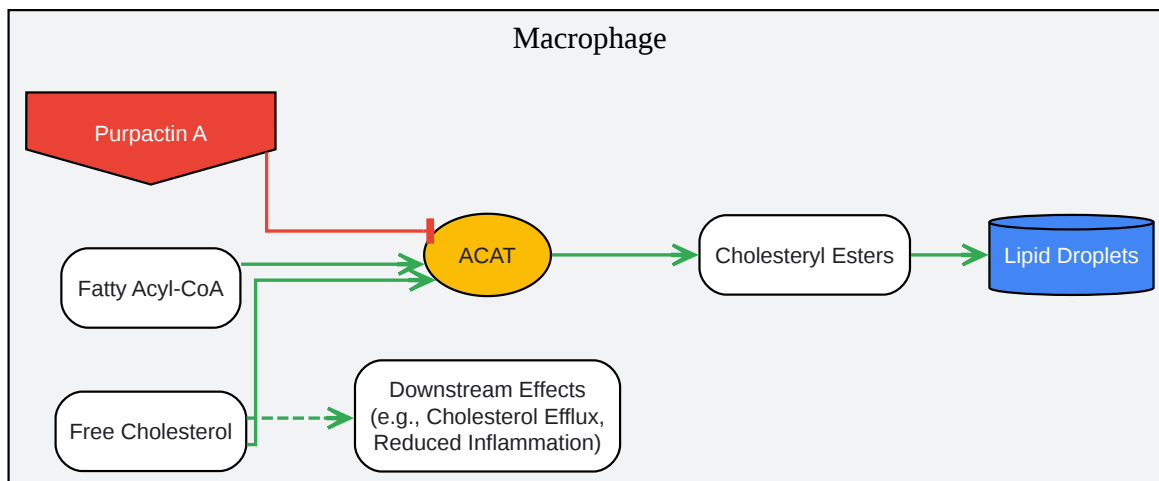 Macrophage
Purpactin A
Fatty Acyl-CoA
ACAT
Cholesteryl Esters
Lipid Droplets
Free Cholesterol
Downstream Effects
(e.g., Cholesterol Efflux,
Reduced Inflammation)